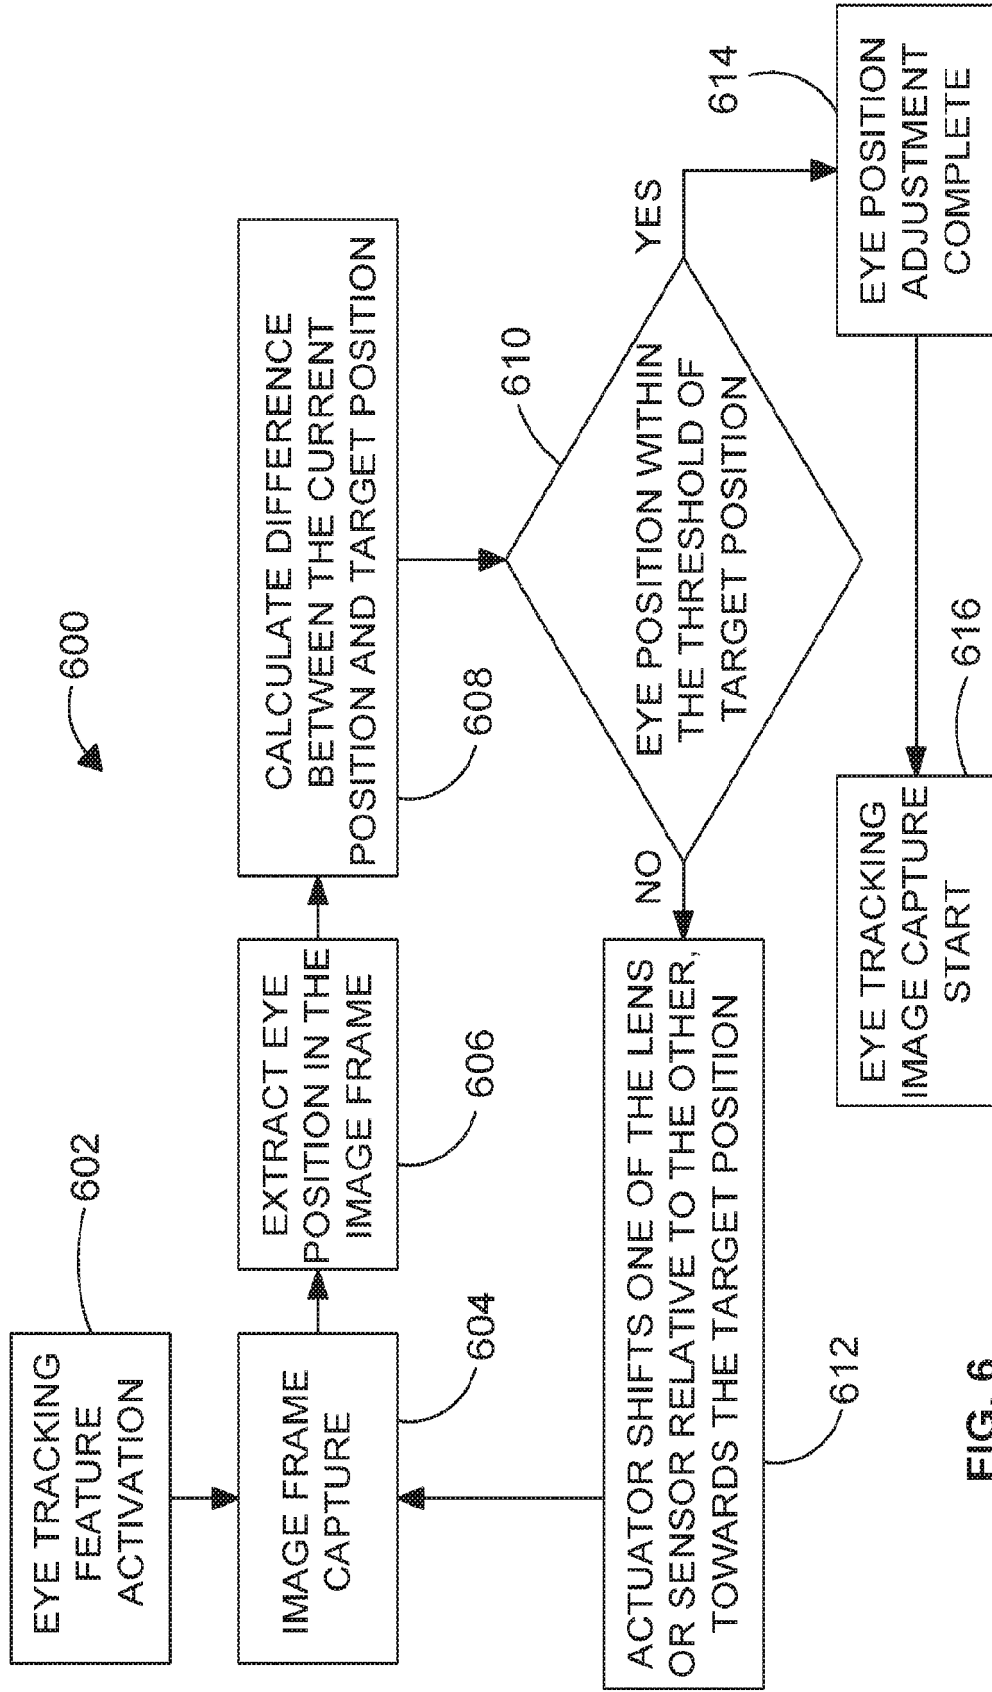 600
EYE TRACKING
FEATURE
ACTIVATION
602
IMAGE FRAME
CAPTURE
604
EXTRACT EYE
POSITION IN THE
IMAGE FRAME
606
CALCULATE DIFFERENCE
BETWEEN THE CURRENT
POSITION AND TARGET POSITION
608
EYE POSITION WITHIN
THE THRESHOLD OF
TARGET POSITION
610
NO
YES
ACTUATOR SHIFTS ONE OF THE LENS
OR SENSOR RELATIVE TO THE OTHER,
TOWARDS THE TARGET POSITION
612
EYE POSITION
ADJUSTMENT
COMPLETE
614
EYE TRACKING
IMAGE CAPTURE
START
616
FIG. 6